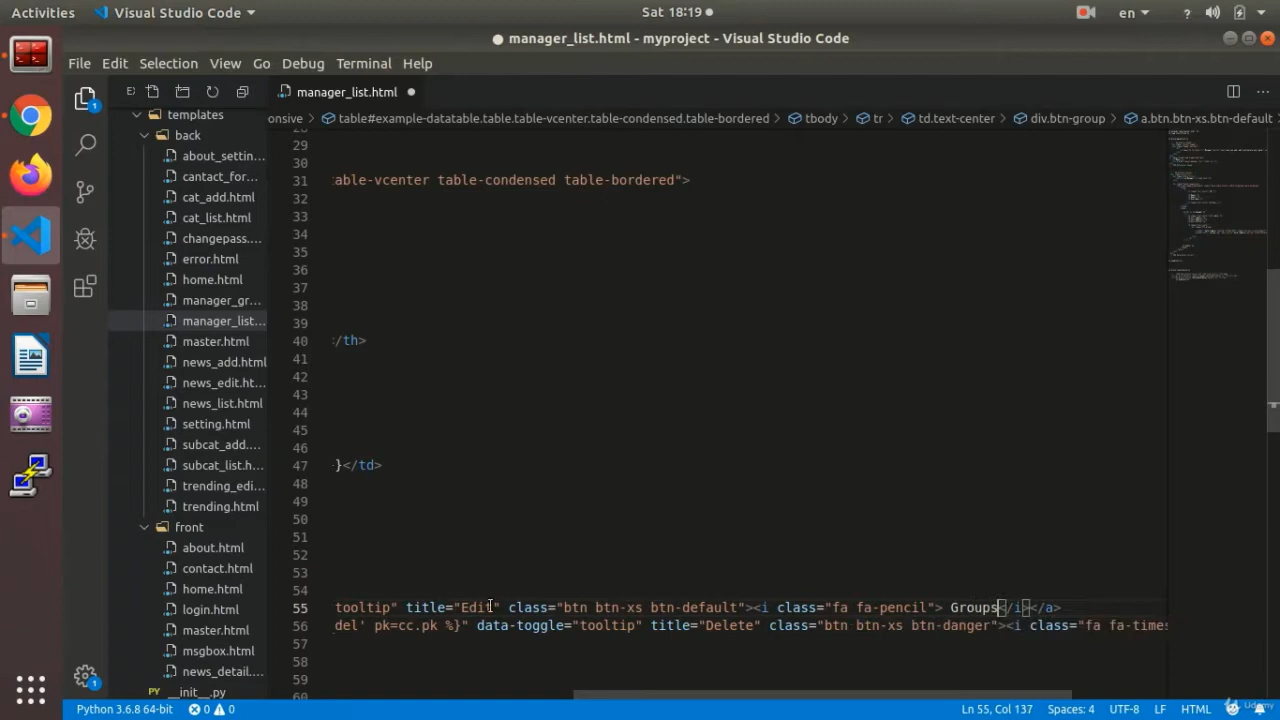 Activities Visual Studio Code Sat 18:19 en ?
manager_list.html - myproject - Visual Studio Code
File Edit Selection View Go Debug Terminal Help
manager_list.html
onsive table#example-datatable.table.table-vcenter.table-condensed.table-bordered tbody tr td.text-center div.btn-group a.btn.btn-xs.btn-default
templates
back
about_settin...
cantact_for...
cat_add.html
cat_list.html
changepass....
error.html
home.html
manager_gr...
manager_list...
master.html
news_add.html
news_edit.ht...
news_list.html
setting.html
subcat_add....
subcat_list.h...
trending_edi...
trending.html
front
about.html
contact.html
home.html
login.html
master.html
msgbox.html
news_detail....
__init__.py
28
29
30
31 able-vcenter table-condensed table-bordered">
32
33
34
35
36
37
38
39
40 </th>
41
42
43
44
45
46
47 }</td>
48
49
50
51
52
53
54
55 tooltip" title="Edit" class="btn btn-xs btn-default"><i class="fa fa-pencil"> Groups</i></a>
56 del' pk=cc.pk %}" data-toggle="tooltip" title="Delete" class="btn btn-xs btn-danger"><i class="fa fa-times
57
58
59
60
1
1
Python 3.6.8 64-bit 0 0 Ln 55, Col 137 Spaces: 4 UTF-8 LF HTML
Udemy